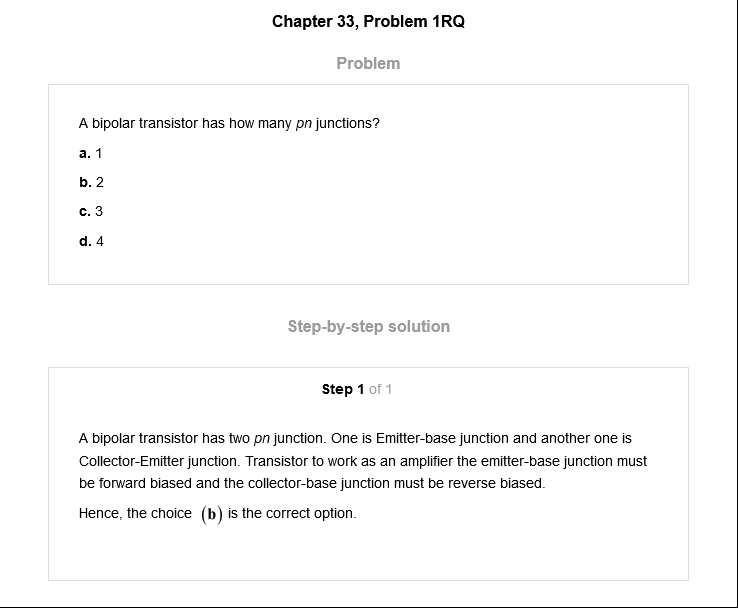 Chapter 33, Problem 1RQ
Problem
A bipolar transistor has how many pn junctions?
a. 1
b. 2
c. 3
d. 4
Step-by-step solution
Step 1 of 1
A bipolar transistor has two pn junction. One is Emitter-base junction and another one is
Collector-Emitter junction. Transistor to work as an amplifier the emitter-base junction must
be forward biased and the collector-base junction must be reverse biased.
Hence, the choice (b) is the correct option.